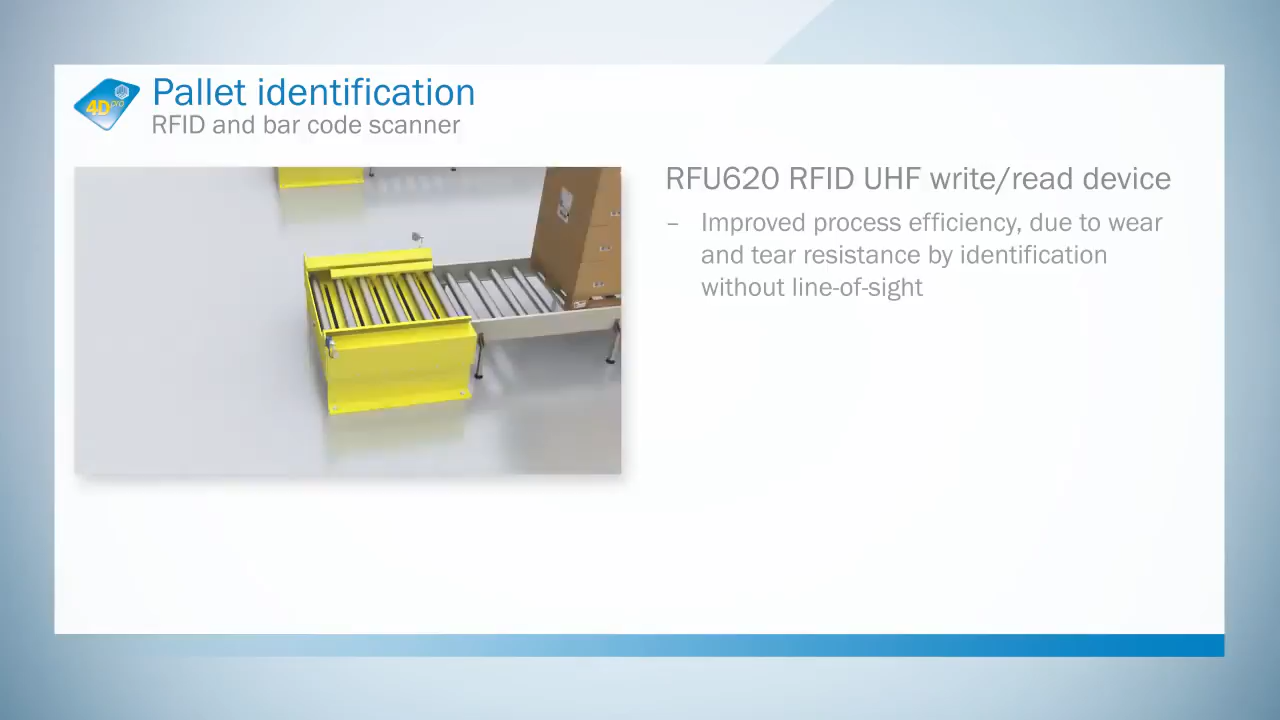 4Dpro
Pallet identification
RFID and bar code scanner
RFU620 RFID UHF write/read device
– Improved process efficiency, due to wear
and tear resistance by identification
without line-of-sight